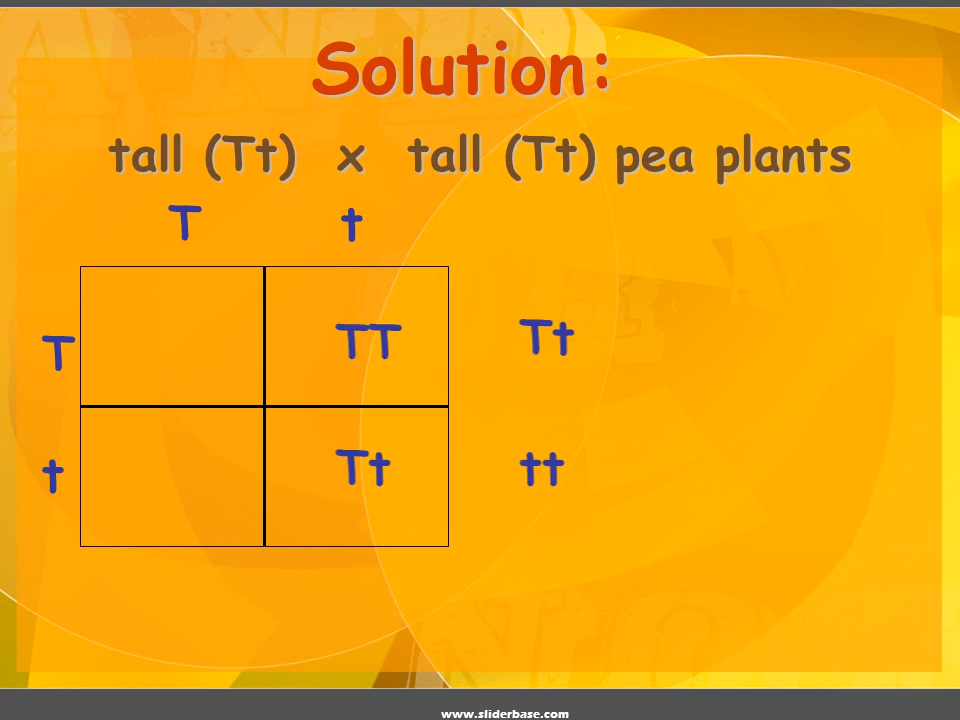 Solution:
tall (Tt) x tall (Tt) pea plants
T t
T TT Tt
t Tt tt
www.sliderbase.com